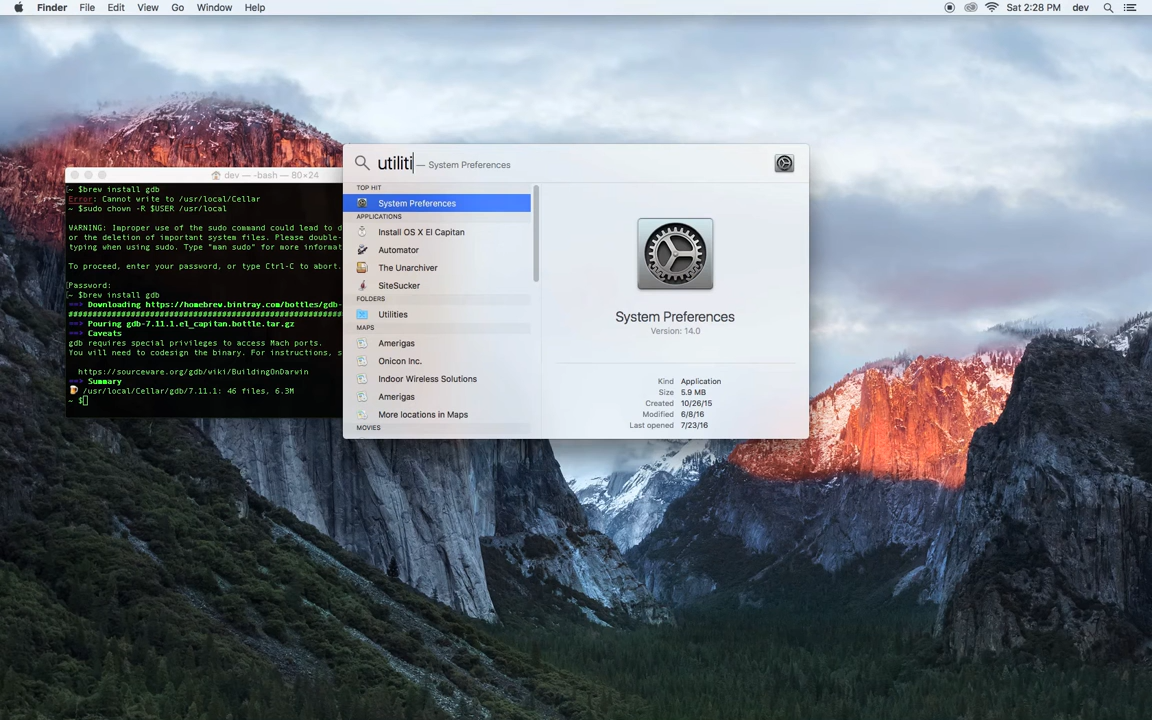 Finder File Edit View Go Window Help
Sat 2:28 PM dev
dev — -bash — 80×24
~ $brew install gdb
Error: Cannot write to /usr/local/Cellar
~ $sudo chown -R $USER /usr/local
WARNING: Improper use of the sudo command could lead to d
or the deletion of important system files. Please double-
typing when using sudo. Type "man sudo" for more informat
To proceed, enter your password, or type Ctrl-C to abort.
Password:
~ $brew install gdb
==> Downloading https://homebrew.bintray.com/bottles/gdb-
######################################################
==> Pouring gdb-7.11.1.el_capitan.bottle.tar.gz
==> Caveats
gdb requires special privileges to access Mach ports.
You will need to codesign the binary. For instructions, s
https://sourceware.org/gdb/wiki/BuildingOnDarwin
==> Summary
/usr/local/Cellar/gdb/7.11.1: 46 files, 6.3M
~ $
utiliti — System Preferences
TOP HIT
System Preferences
APPLICATIONS
Install OS X El Capitan
Automator
The Unarchiver
SiteSucker
FOLDERS
Utilities
MAPS
Amerigas
Onicon Inc.
Indoor Wireless Solutions
Amerigas
More locations in Maps
MOVIES
System Preferences
Version: 14.0
Kind Application
Size 5.9 MB
Created 10/26/15
Modified 6/8/16
Last opened 7/23/16